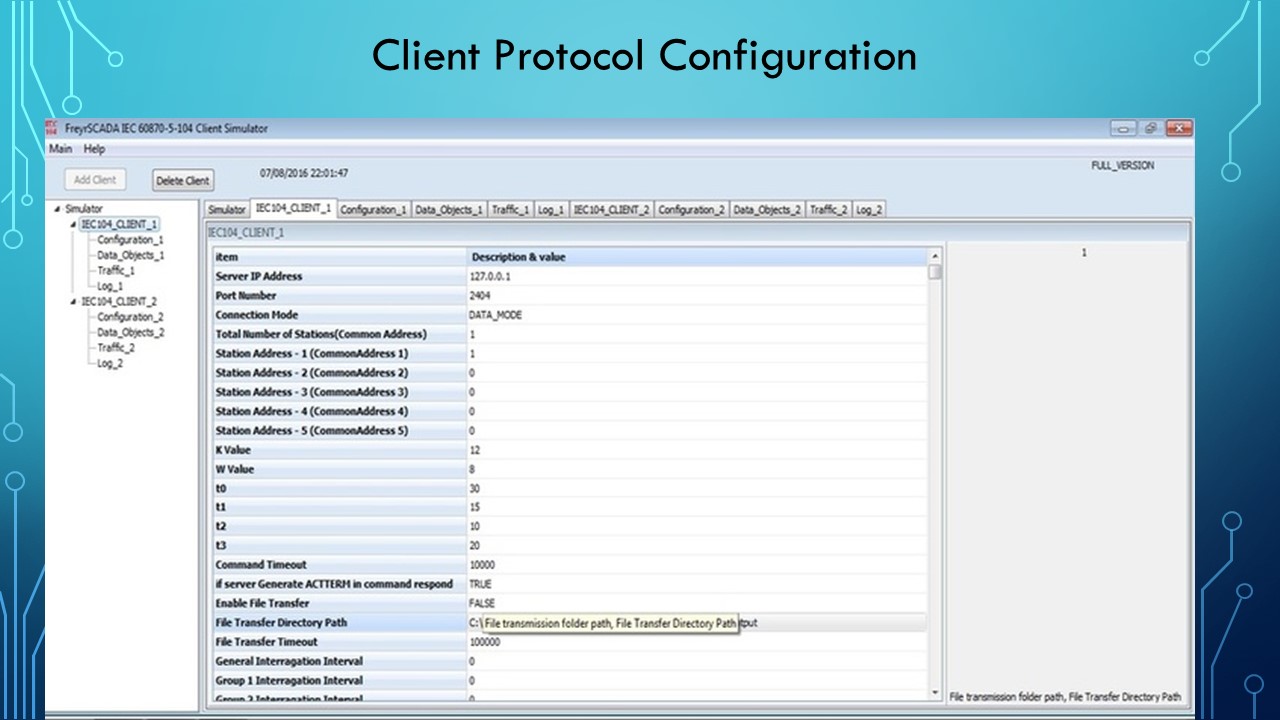 Client Protocol Configuration
FreyrSCADA IEC 60870-5-104 Client Simulator
Main Help
Add Client Delete Client 07/08/2016 22:01:47 FULL_VERSION
Simulator
IEC104_CLIENT_1
Configuration_1
Data_Objects_1
Traffic_1
Log_1
IEC104_CLIENT_2
Configuration_2
Data_Objects_2
Traffic_2
Log_2
Simulator IEC104_CLIENT_1 Configuration_1 Data_Objects_1 Traffic_1 Log_1 IEC104_CLIENT_2 Configuration_2 Data_Objects_2 Traffic_2 Log_2
IEC104_CLIENT_1
item Description & value
Server IP Address 127.0.0.1
Port Number 2404
Connection Mode DATA_MODE
Total Number of Stations(Common Address) 1
Station Address - 1 (CommonAddress 1) 1
Station Address - 2 (CommonAddress 2) 0
Station Address - 3 (CommonAddress 3) 0
Station Address - 4 (CommonAddress 4) 0
Station Address - 5 (CommonAddress 5) 0
K Value 12
W Value 8
t0 30
t1 15
t2 10
t3 20
Command Timeout 10000
if server Generate ACTTERM in command respond TRUE
Enable File Transfer FALSE
File Transfer Directory Path C:\ File transmission folder path, File Transfer Directory Path tput
File Transfer Timeout 100000
General Interragation Interval 0
Group 1 Interragation Interval 0
Group 2 Interragation Interval 0
1
File transmission folder path, File Transfer Directory Path